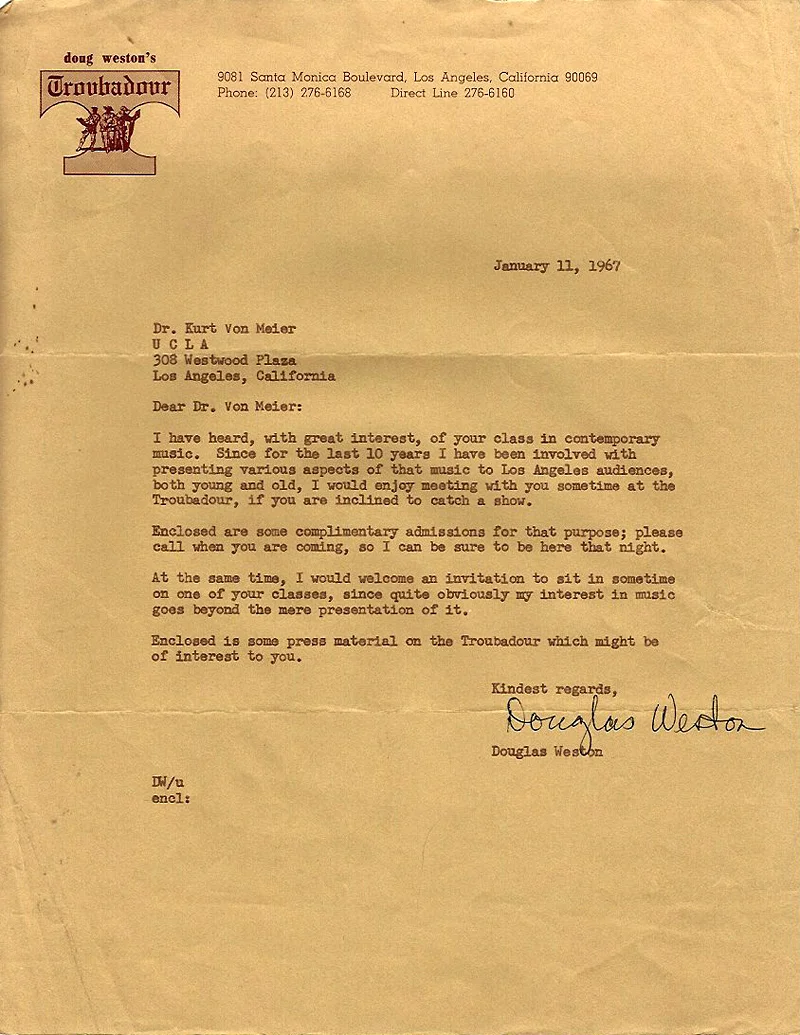 doug weston's
Troubadour
9081 Santa Monica Boulevard, Los Angeles, California 90069
Phone: (213) 276-6168 Direct Line 276-6160
January 11, 1967
Dr. Kurt Von Meier
U C L A
308 Westwood Plaza
Los Angeles, California
Dear Dr. Von Meier:
I have heard, with great interest, of your class in contemporary
music. Since for the last 10 years I have been involved with
presenting various aspects of that music to Los Angeles audiences,
both young and old, I would enjoy meeting with you sometime at the
Troubadour, if you are inclined to catch a show.
Enclosed are some complimentary admissions for that purpose; please
call when you are coming, so I can be sure to be here that night.
At the same time, I would welcome an invitation to sit in sometime
on one of your classes, since quite obviously my interest in music
goes beyond the mere presentation of it.
Enclosed is some press material on the Troubadour which might be
of interest to you.
Kindest regards,
Douglas Weston
Douglas Weston
DW/u
encl: